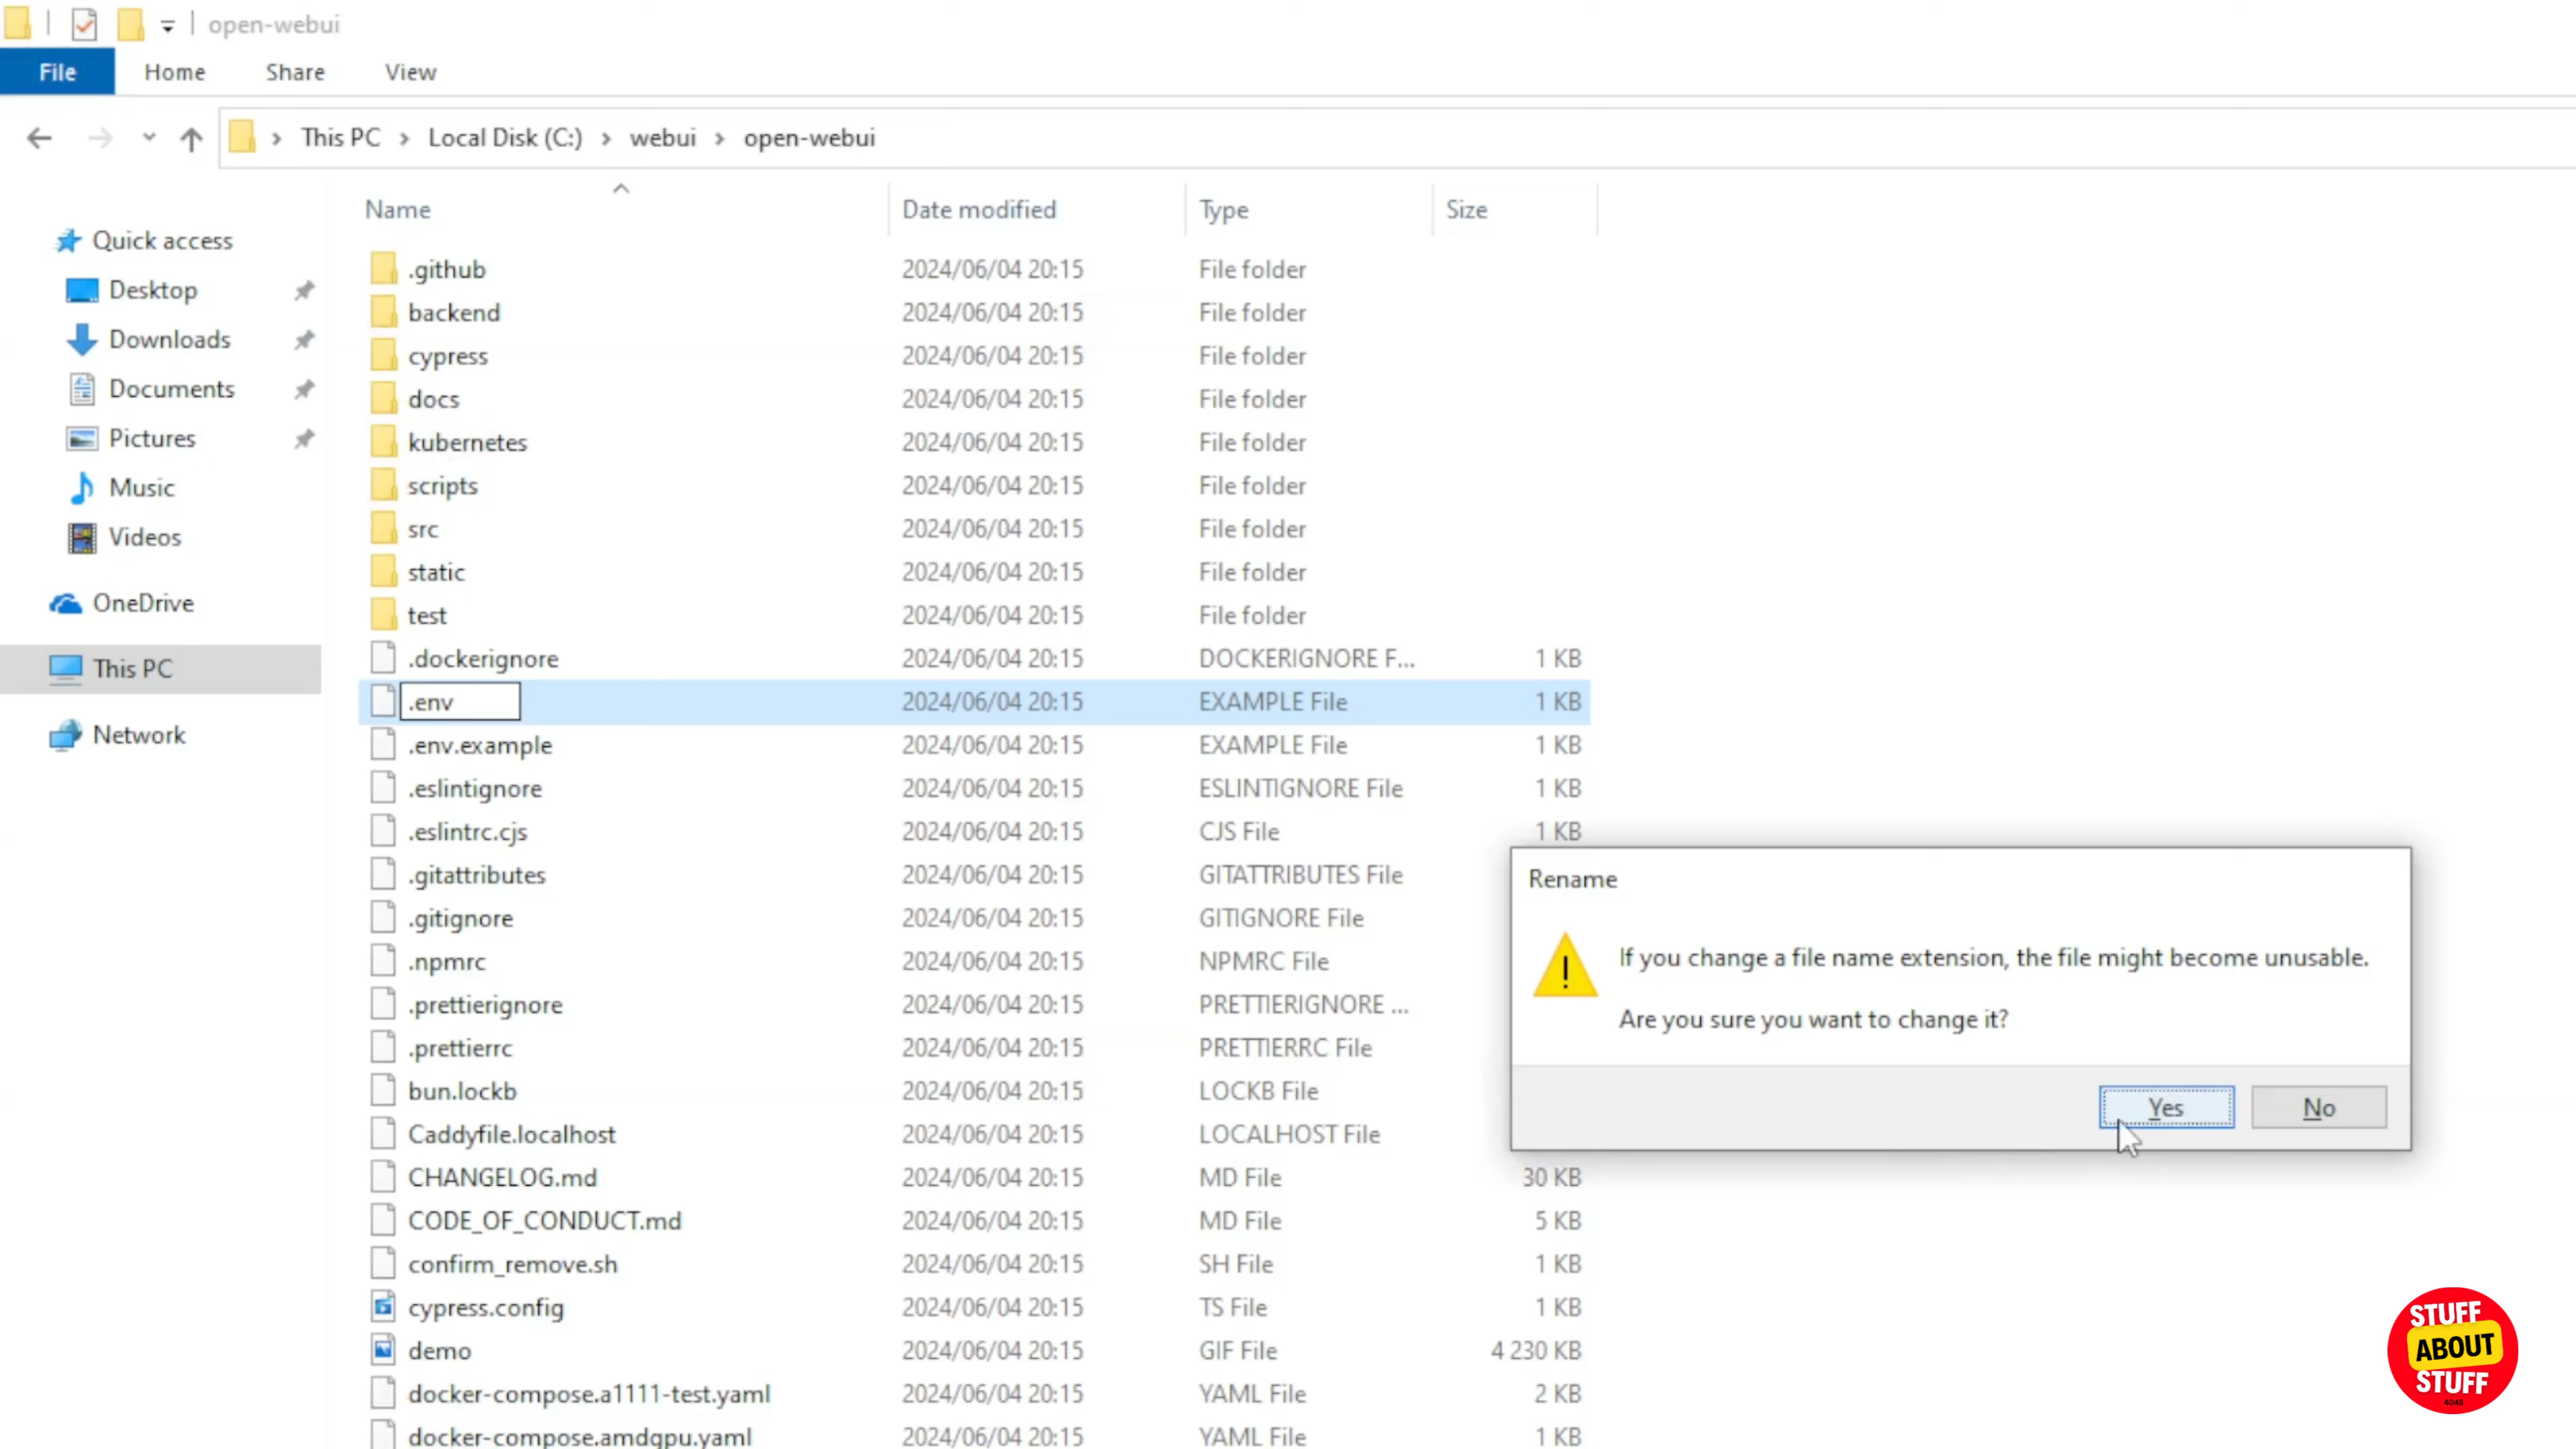 open-webui
File Home Share View
This PC > Local Disk (C:) > webui > open-webui
Name Date modified Type Size
Quick access
Desktop
Downloads
Documents
Pictures
Music
Videos
OneDrive
This PC
Network
.github 2024/06/04 20:15 File folder
backend 2024/06/04 20:15 File folder
cypress 2024/06/04 20:15 File folder
docs 2024/06/04 20:15 File folder
kubernetes 2024/06/04 20:15 File folder
scripts 2024/06/04 20:15 File folder
src 2024/06/04 20:15 File folder
static 2024/06/04 20:15 File folder
test 2024/06/04 20:15 File folder
.dockerignore 2024/06/04 20:15 DOCKERIGNORE F... 1 KB
.env 2024/06/04 20:15 EXAMPLE File 1 KB
.env.example 2024/06/04 20:15 EXAMPLE File 1 KB
.eslintignore 2024/06/04 20:15 ESLINTIGNORE File 1 KB
.eslintrc.cjs 2024/06/04 20:15 CJS File 1 KB
.gitattributes 2024/06/04 20:15 GITATTRIBUTES File
.gitignore 2024/06/04 20:15 GITIGNORE File
.npmrc 2024/06/04 20:15 NPMRC File
.prettierignore 2024/06/04 20:15 PRETTIERIGNORE ...
.prettierrc 2024/06/04 20:15 PRETTIERRC File
bun.lockb 2024/06/04 20:15 LOCKB File
Caddyfile.localhost 2024/06/04 20:15 LOCALHOST File
CHANGELOG.md 2024/06/04 20:15 MD File 30 KB
CODE_OF_CONDUCT.md 2024/06/04 20:15 MD File 5 KB
confirm_remove.sh 2024/06/04 20:15 SH File 1 KB
cypress.config 2024/06/04 20:15 TS File 1 KB
demo 2024/06/04 20:15 GIF File 4 230 KB
docker-compose.a1111-test.yaml 2024/06/04 20:15 YAML File 2 KB
docker-compose.amdgpu.yaml 2024/06/04 20:15 YAML File 1 KB
Rename
If you change a file name extension, the file might become unusable.
Are you sure you want to change it?
Yes No
STUFF
ABOUT
STUFF
4045